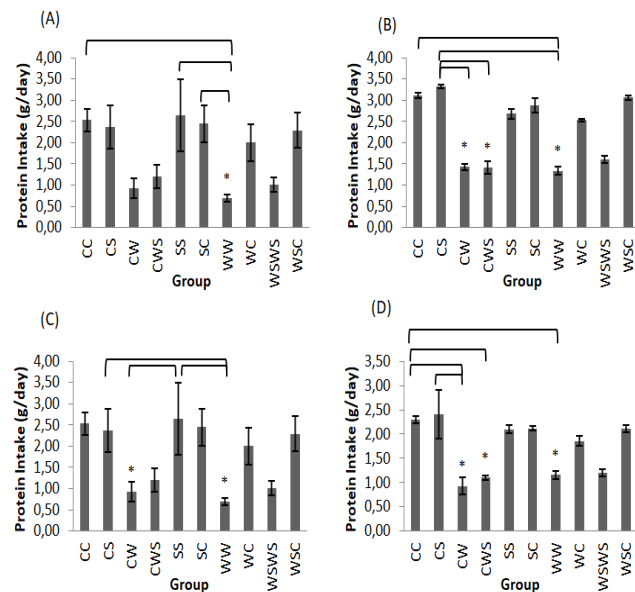 (A)
Protein Intake (g/day)
4,00
3,50
3,00
2,50
2,00
1,50
1,00
0,50
0,00
*
CC CS CW CWS SS SC WW WC WSWS WSC
Group
(B)
Protein Intake (g/day)
4,00
3,50
3,00
2,50
2,00
1,50
1,00
0,50
0,00
* * *
CC CS CW CWS SS SC WW WC WSWS WSC
Group
(C)
Protein Intake (g/day)
4,00
3,50
3,00
2,50
2,00
1,50
1,00
0,50
0,00
* *
CC CS CW CWS SS SC WW WC WSWS WSC
Group
(D)
Protein Intake (g/day)
3,50
3,00
2,50
2,00
1,50
1,00
0,50
0,00
* * *
CC CS CW CWS SS SC WW WC WSWS WSC
Group